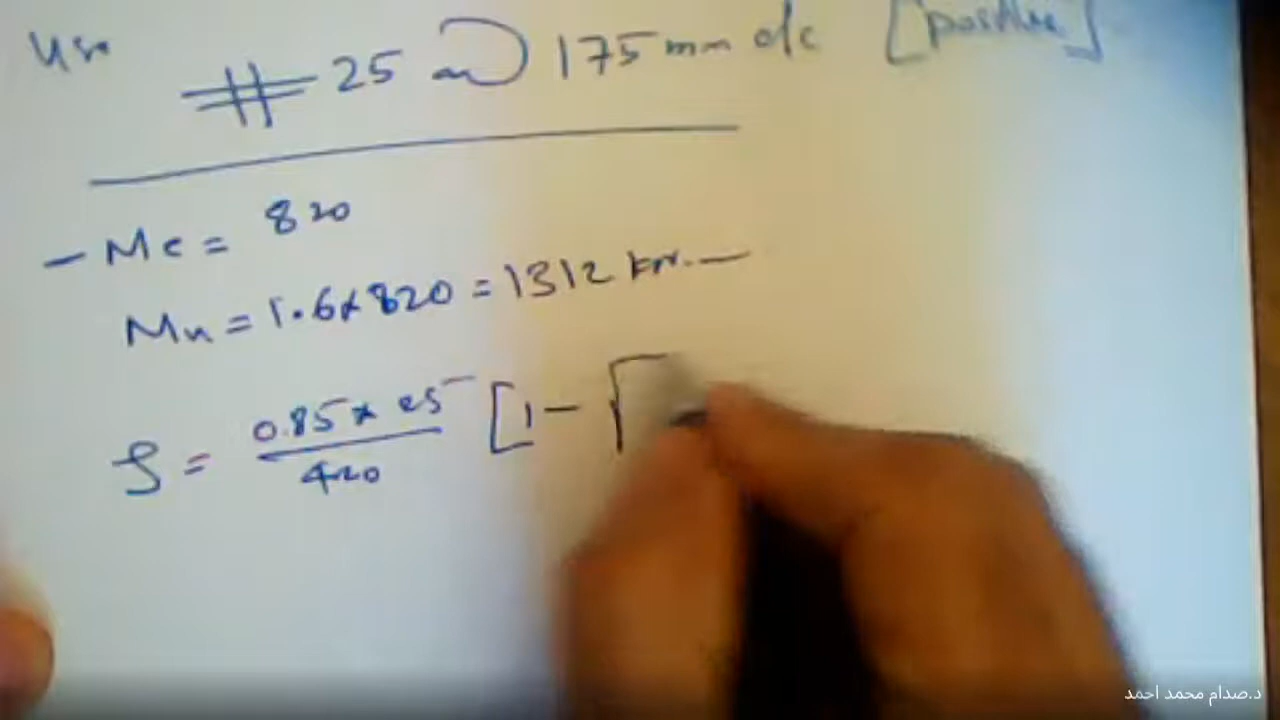 Use
# 25 @ 175 mm c/c [positive]
- Mc = 820
Mu = 1.6 x 820 = 1312 kN.—
ρ = 0.85 x 25 / 420 [1 - √
د.صدام محمد احمد